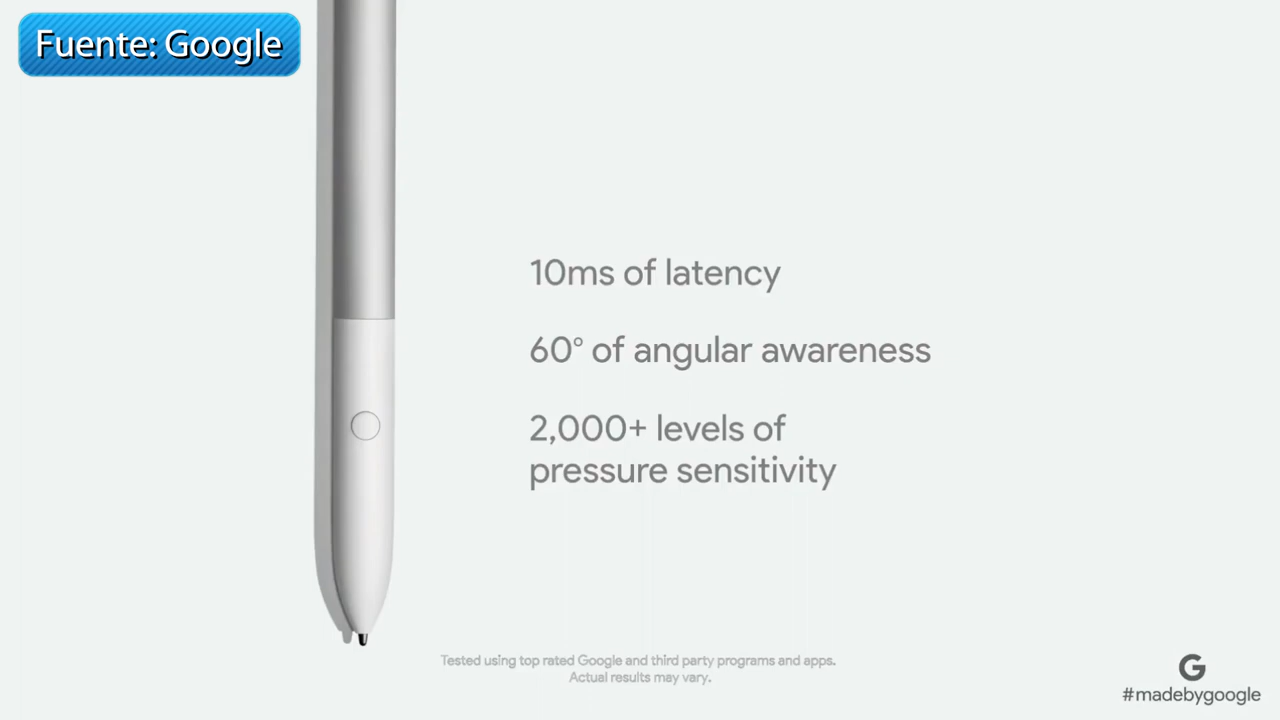 Fuente: Google
10ms of latency
60° of angular awareness
2,000+ levels of
pressure sensitivity
Tested using top rated Google and third party programs and apps.
Actual results may vary.
G
#madebygoogle